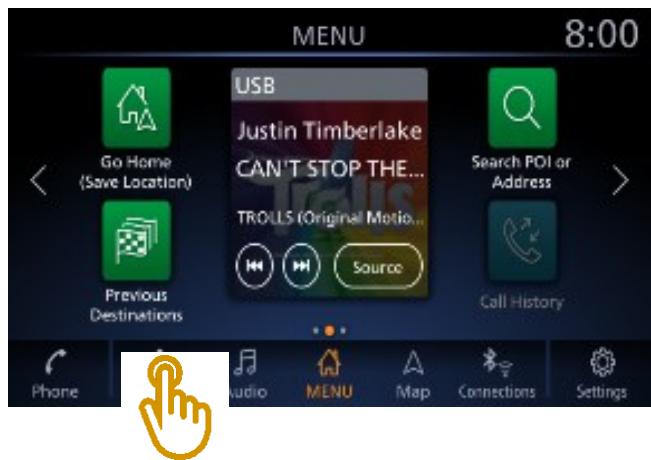 MENU
8:00
USB
Justin Timberlake
CAN'T STOP THE...
TROLLS (Original Motio...
Source
Go Home
(Save Location)
Search POI or
Address
Previous
Destinations
Call History
Phone
MENU
Map
Connections
Settings